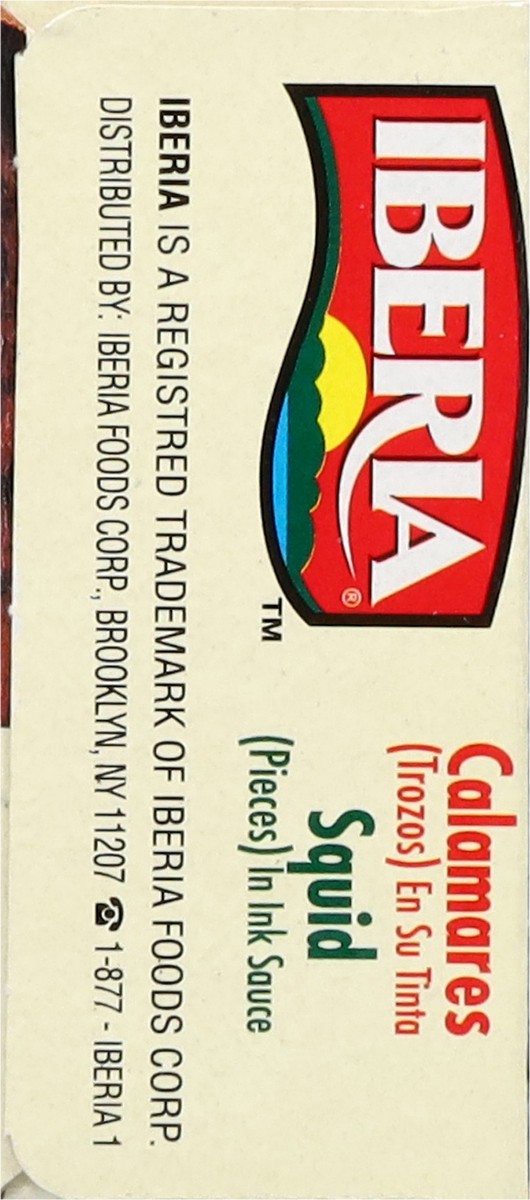 IBERIA®
TM
Calamares
(Trozos) En Su Tinta
Squid
(Pieces) In Ink Sauce
IBERIA IS A REGISTRED TRADEMARK OF IBERIA FOODS CORP.
DISTRIBUTED BY: IBERIA FOODS CORP., BROOKLYN, NY 11207 ☎ 1-877 - IBERIA 1